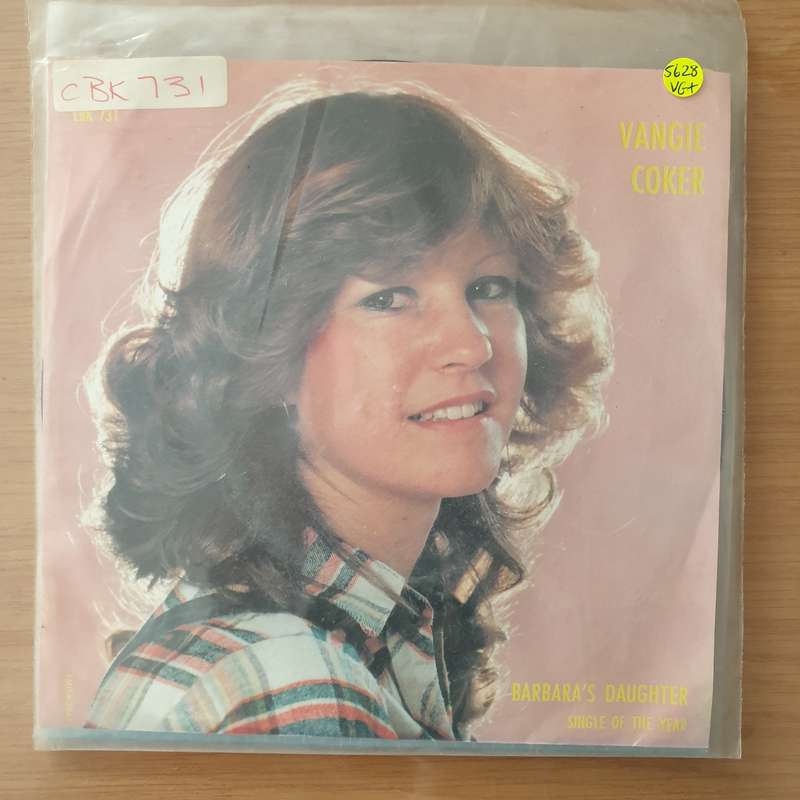 CBK 731
5628
VG+
VANGIE
COKER
BARBARA'S DAUGHTER
SINGLE OF THE YEAR